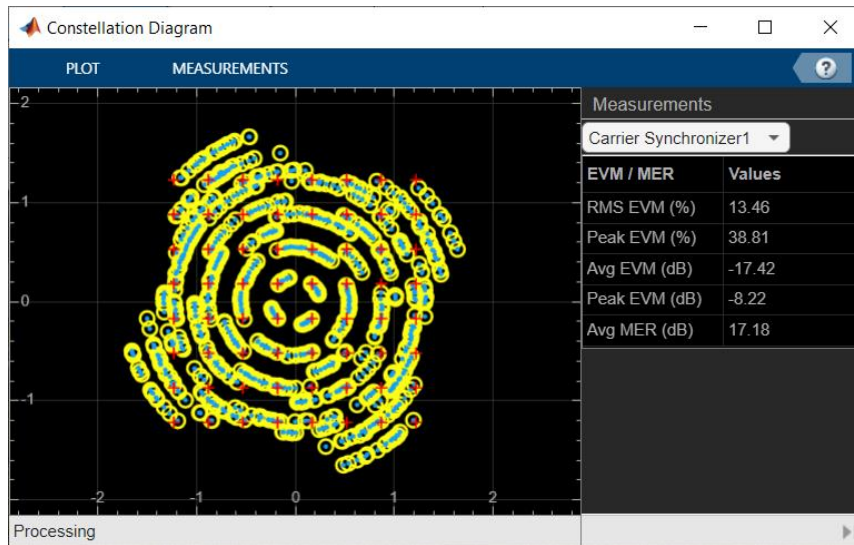 Constellation Diagram
PLOT MEASUREMENTS ?
2
1
0
-1
-2
-2 -1 0 1 2
Measurements
Carrier Synchronizer1
EVM / MER Values
RMS EVM (%) 13.46
Peak EVM (%) 38.81
Avg EVM (dB) -17.42
Peak EVM (dB) -8.22
Avg MER (dB) 17.18
Processing